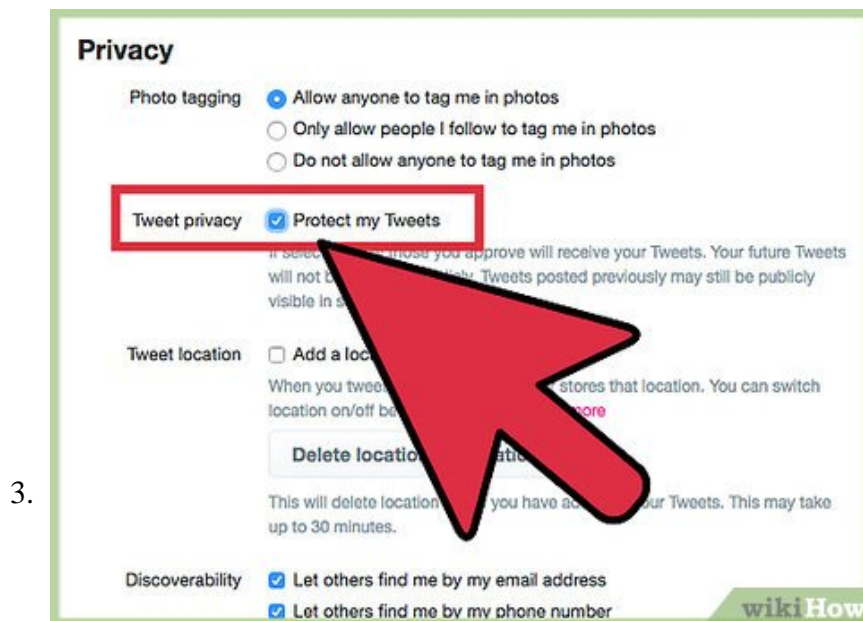 Privacy
Photo tagging Allow anyone to tag me in photos
Only allow people I follow to tag me in photos
Do not allow anyone to tag me in photos
Tweet privacy Protect my Tweets
those you approve will receive your Tweets. Your future Tweets
will not Tweets posted previously may still be publicly
visible in
Tweet location Add a
When you stores that location. You can switch
location on/off more
Delete
3.
This will delete location you have your Tweets. This may take
up to 30 minutes.
Discoverability Let others find me by my email address
Let others find me by my phone number
wikiHow